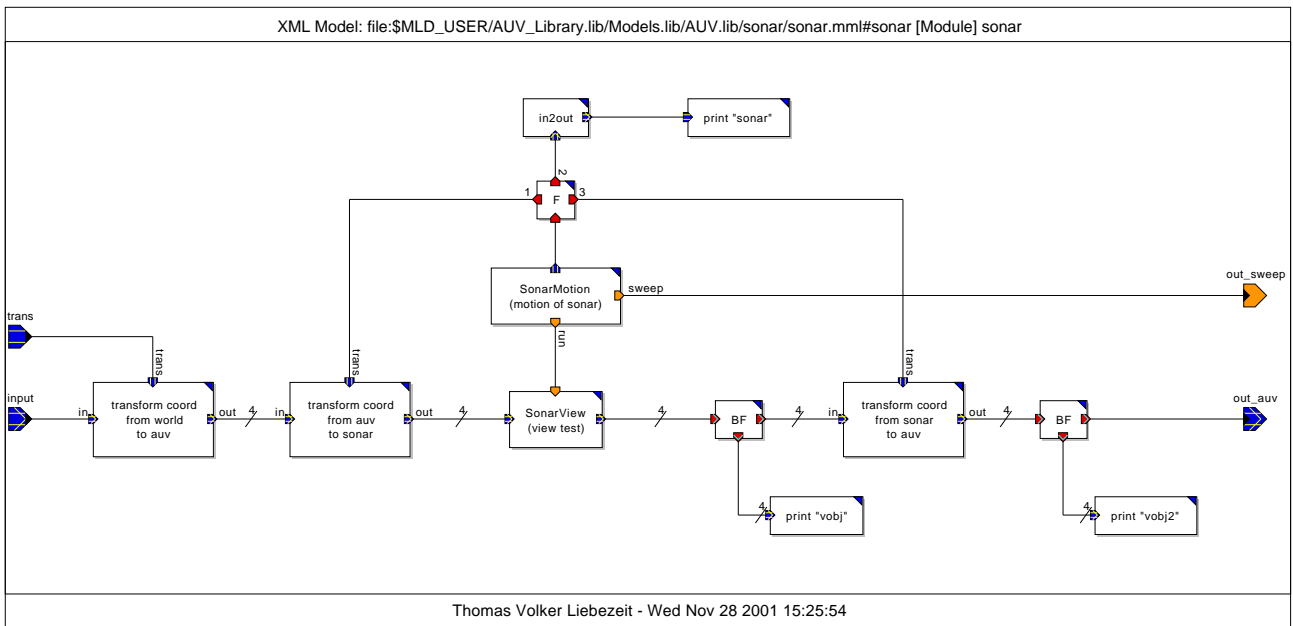 XML Model: file:$MLD_USER/AUV_Library.lib/Models.lib/AUV.lib/sonar/sonar.mml#sonar [Module] sonar
in2out
print "sonar"
2
1
F
3
SonarMotion
(motion of sonar)
sweep
out_sweep
run
trans
trans
trans
trans
input
in
transform coord
from world
to auv
out
4
in
transform coord
from auv
to sonar
out
4
SonarView
(view test)
4
BF
4
in
transform coord
from sonar
to auv
out
4
BF
out_auv
4
print "vobj"
4
print "vobj2"
Thomas Volker Liebezeit - Wed Nov 28 2001 15:25:54